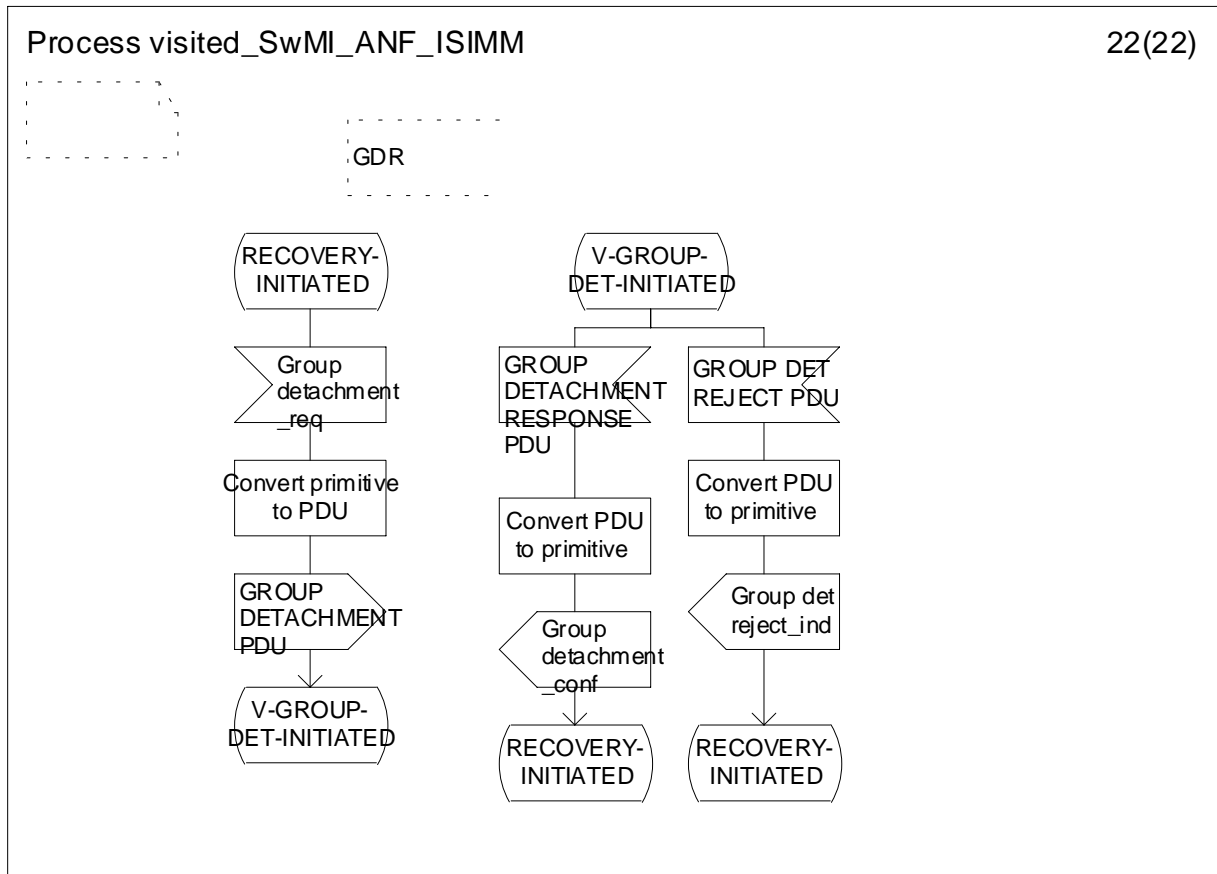 Process visited_SwMI_ANF_ISIMM
22(22)
GDR
RECOVERY-
INITIATED
Group
detachment
_req
Convert primitive
to PDU
GROUP
DETACHMENT
PDU
V-GROUP-
DET-INITIATED
V-GROUP-
DET-INITIATED
GROUP
DETACHMENT
RESPONSE
PDU
Convert PDU
to primitive
Group
detachment
_conf
RECOVERY-
INITIATED
GROUP DET
REJECT PDU
Convert PDU
to primitive
Group det
reject_ind
RECOVERY-
INITIATED